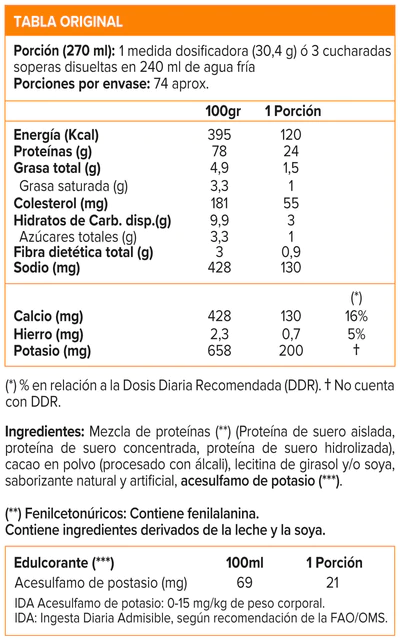 TABLA ORIGINAL
Porción (270 ml): 1 medida dosificadora (30,4 g) ó 3 cucharadas
soperas disueltas en 240 ml de agua fría
Porciones por envase: 74 aprox.
100gr 1 Porción
Energía (Kcal) 395 120
Proteínas (g) 78 24
Grasa total (g) 4,9 1,5
Grasa saturada (g) 3,3 1
Colesterol (mg) 181 55
Hidratos de Carb. disp.(g) 9,9 3
Azúcares totales (g) 3,3 1
Fibra dietética total (g) 3 0,9
Sodio (mg) 428 130
(*)
Calcio (mg) 428 130 16%
Hierro (mg) 2,3 0,7 5%
Potasio (mg) 658 200 †
(*) % en relación a la Dosis Diaria Recomendada (DDR). † No cuenta
con DDR.
Ingredientes: Mezcla de proteínas (**) (Proteína de suero aislada,
proteína de suero concentrada, proteína de suero hidrolizada),
cacao en polvo (procesado con álcali), lecitina de girasol y/o soya,
saborizante natural y artificial, acesulfamo de potasio (***).
(**) Fenilcetonúricos: Contiene fenilalanina.
Contiene ingredientes derivados de la leche y la soya.
Edulcorante (***) 100ml 1 Porción
Acesulfamo de postasio (mg) 69 21
IDA Acesulfamo de potasio: 0-15 mg/kg de peso corporal.
IDA: Ingesta Diaria Admisible, según recomendación de la FAO/OMS.